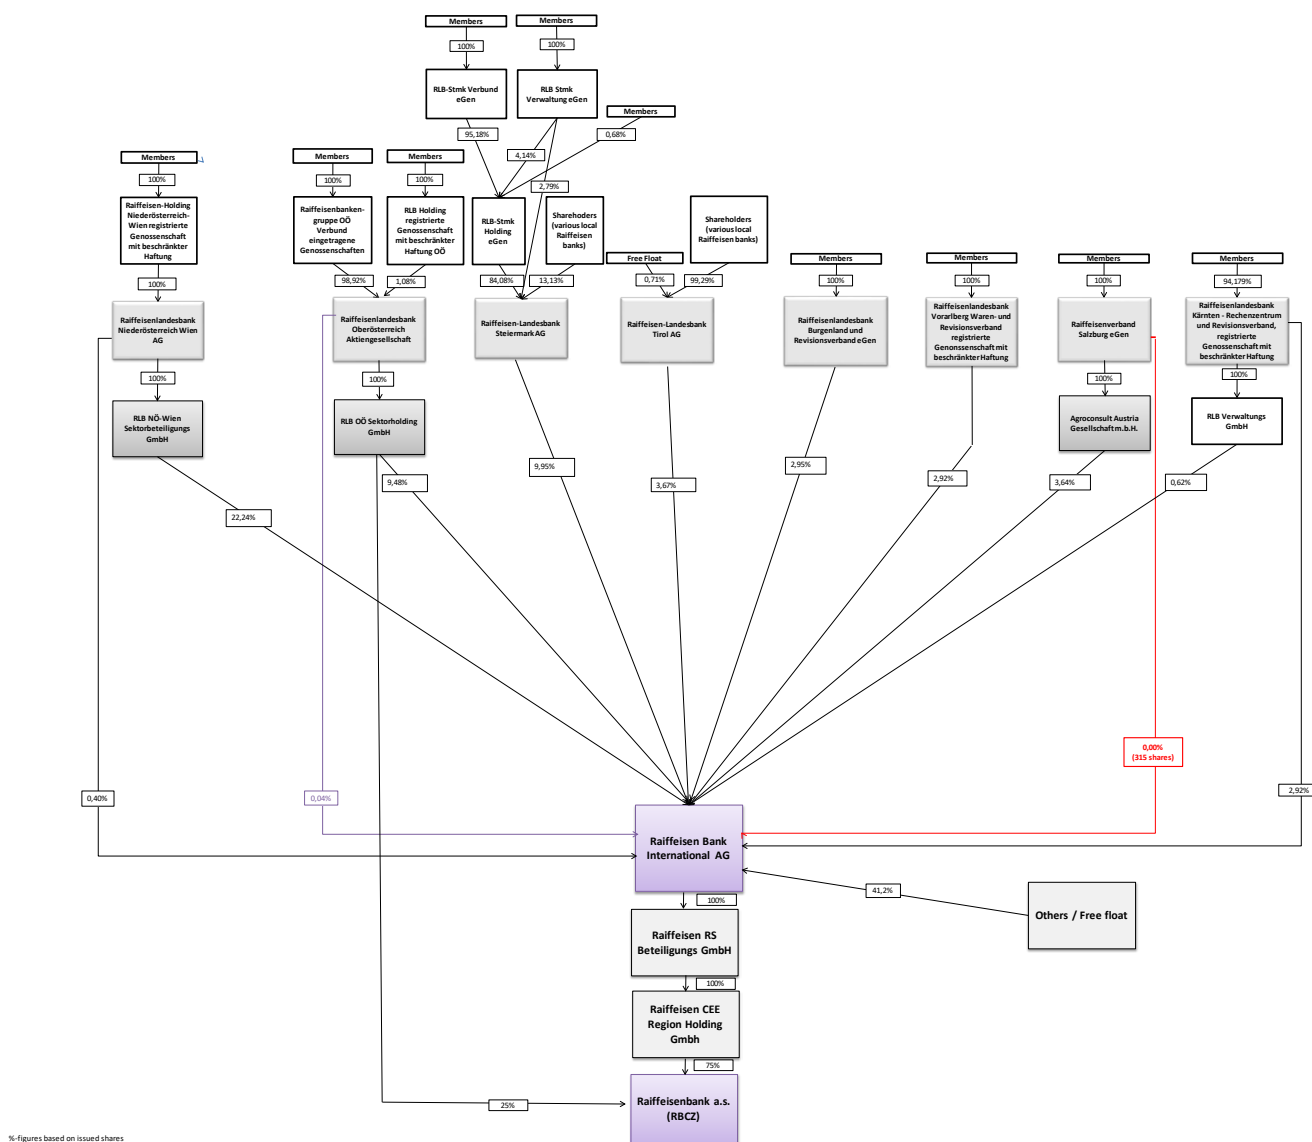 Members
Members
100%
100%
RLB-Stmk Verbund
eGen
RLB Stmk
Verwaltung eGen
Members
95,18%
0,68%
4,14%
2,79%
Members
100%
Raiffeisen-Holding
Niederösterreich-
Wien registrierte
Genossenschaft
mit beschränkter
Haftung
100%
Members
100%
Raiffeisenbanken-
gruppe OÖ
Verbund
eingetragene
Genossenschaften
98,92%
Members
100%
RLB Holding
registrierte
Genossenschaft
mit beschränkter
Haftung OÖ
1,08%
RLB-Stmk
Holding
eGen
84,08%
Shareholders
(various local
Raiffeisen
banks)
13,13%
Free Float
0,71%
Shareholders
(various local
Raiffeisen banks)
99,29%
Members
100%
Members
100%
Members
100%
Members
94,179%
Raiffeisenlandesbank
Niederösterreich Wien
AG
Raiffeisenlandesbank
Oberösterreich
Aktiengesellschaft
Raiffeisen-Landesbank
Steiermark AG
Raiffeisen-Landesbank
Tirol AG
Raiffeisenlandesbank
Burgenland und
Revisionsverband eGen
Raiffeisenlandesbank
Vorarlberg Waren- und
Revisionsverband
registrierte
Genonssenschaft mit
beschränkter Haftung
Raiffeisenverband
Salzburg eGen
Raiffeisenlandesbank
Kärnten - Rechenzentrum
und Revisionsverband,
registrierte
Genossenschaft mit
beschränkter Haftung
100%
100%
100%
100%
RLB NÖ-Wien
Sektorbeteiligungs
GmbH
RLB OÖ Sektorholding
GmbH
Agroconsult Austria
Gesellschaft m.b.H.
RLB Verwaltungs
GmbH
22,24%
9,48%
9,95%
3,67%
2,95%
2,92%
3,64%
0,62%
0,00%
(315 shares)
0,40%
0,04%
2,92%
Raiffeisen Bank
International AG
41,2%
Others / Free float
100%
Raiffeisen RS
Beteiligungs GmbH
100%
Raiffeisen CEE
Region Holding
Gmbh
75%
25%
Raiffeisenbank a.s.
(RBCZ)
%-figures based on issued shares